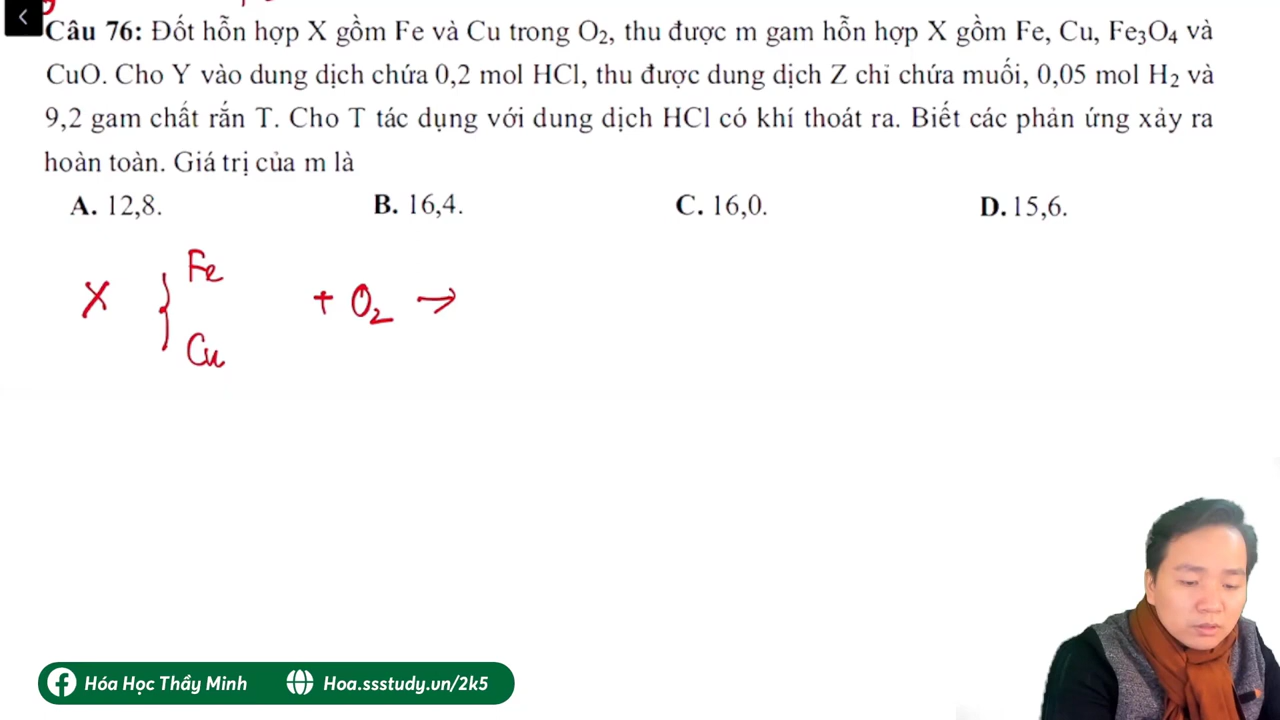 Câu 76: Đốt hỗn hợp X gồm Fe và Cu trong O₂, thu được m gam hỗn hợp X gồm Fe, Cu, Fe₃O₄ và
CuO. Cho Y vào dung dịch chứa 0,2 mol HCl, thu được dung dịch Z chỉ chứa muối, 0,05 mol H₂ và
9,2 gam chất rắn T. Cho T tác dụng với dung dịch HCl có khí thoát ra. Biết các phản ứng xảy ra
hoàn toàn. Giá trị của m là
A. 12,8. B. 16,4. C. 16,0. D. 15,6.
X { Fe Cu + O₂ →
Hóa Học Thầy Minh Hoa.ssstudy.vn/2k5